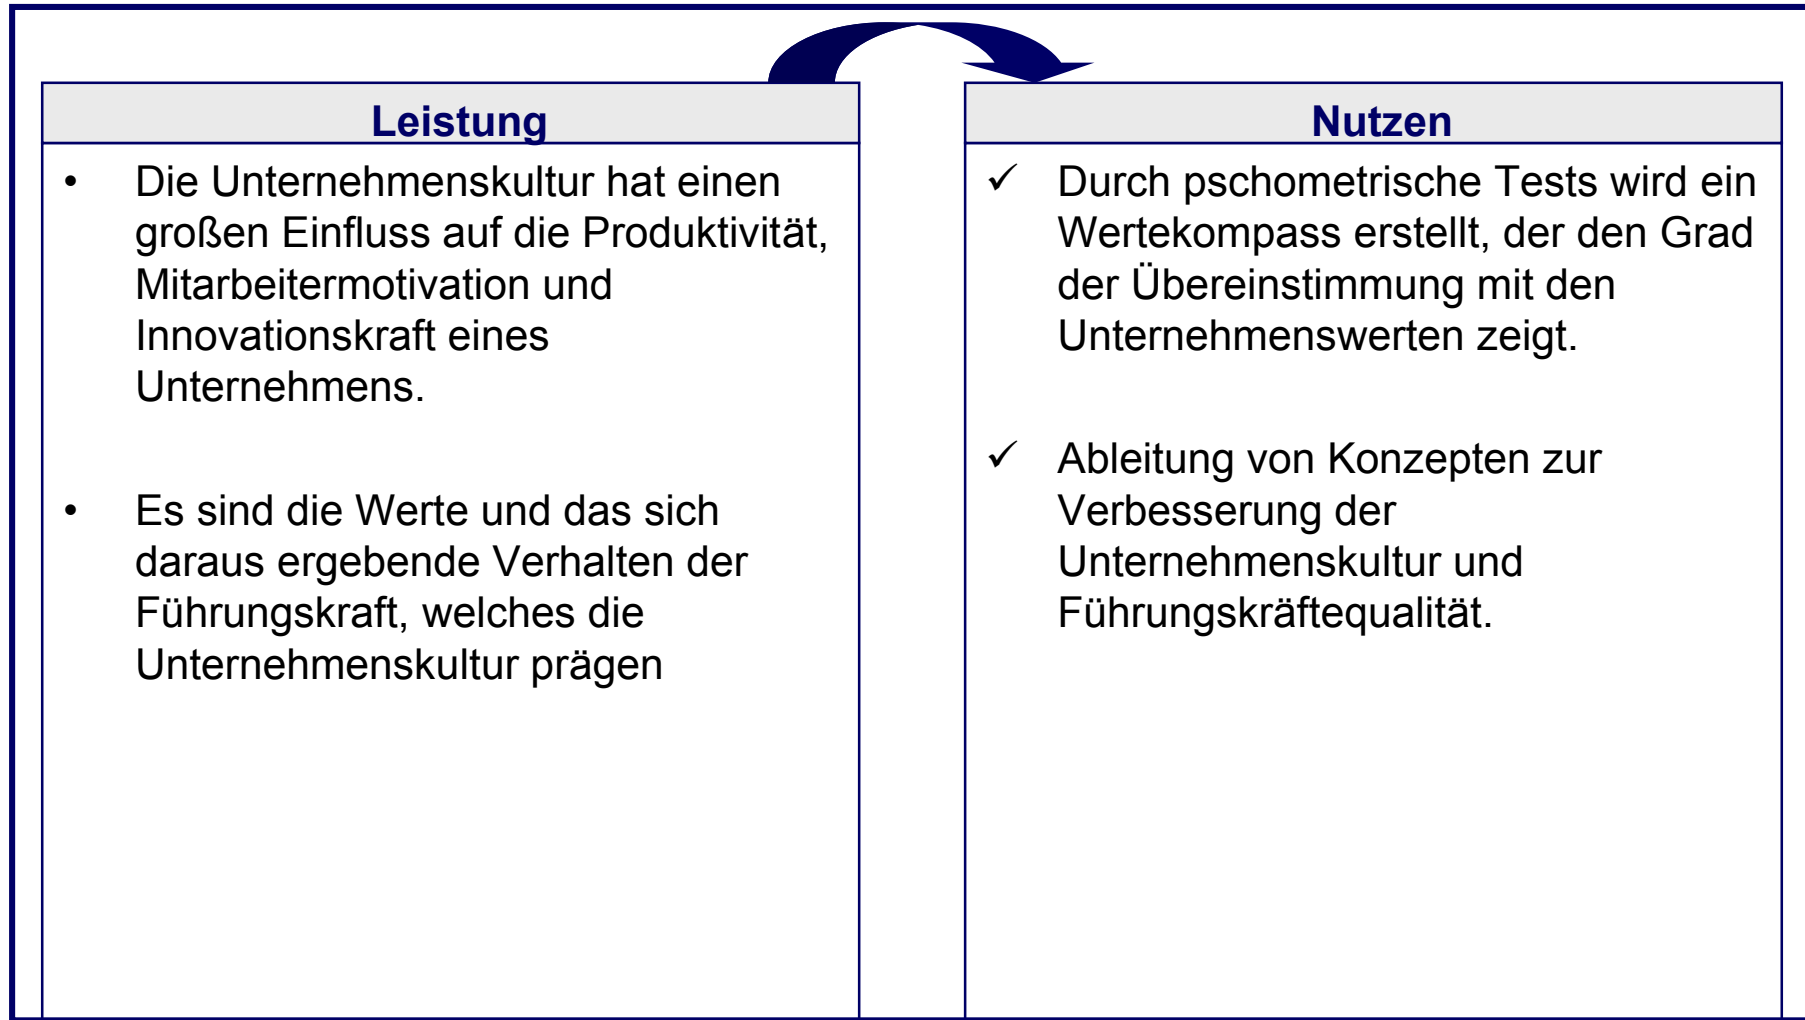 Leistung
• Die Unternehmenskultur hat einen
großen Einfluss auf die Produktivität,
Mitarbeitermotivation und
Innovationskraft eines
Unternehmens.
• Es sind die Werte und das sich
daraus ergebende Verhalten der
Führungskraft, welches die
Unternehmenskultur prägen
Nutzen
✓ Durch pschometrische Tests wird ein
Wertekompass erstellt, der den Grad
der Übereinstimmung mit den
Unternehmenswerten zeigt.
✓ Ableitung von Konzepten zur
Verbesserung der
Unternehmenskultur und
Führungskräftequalität.